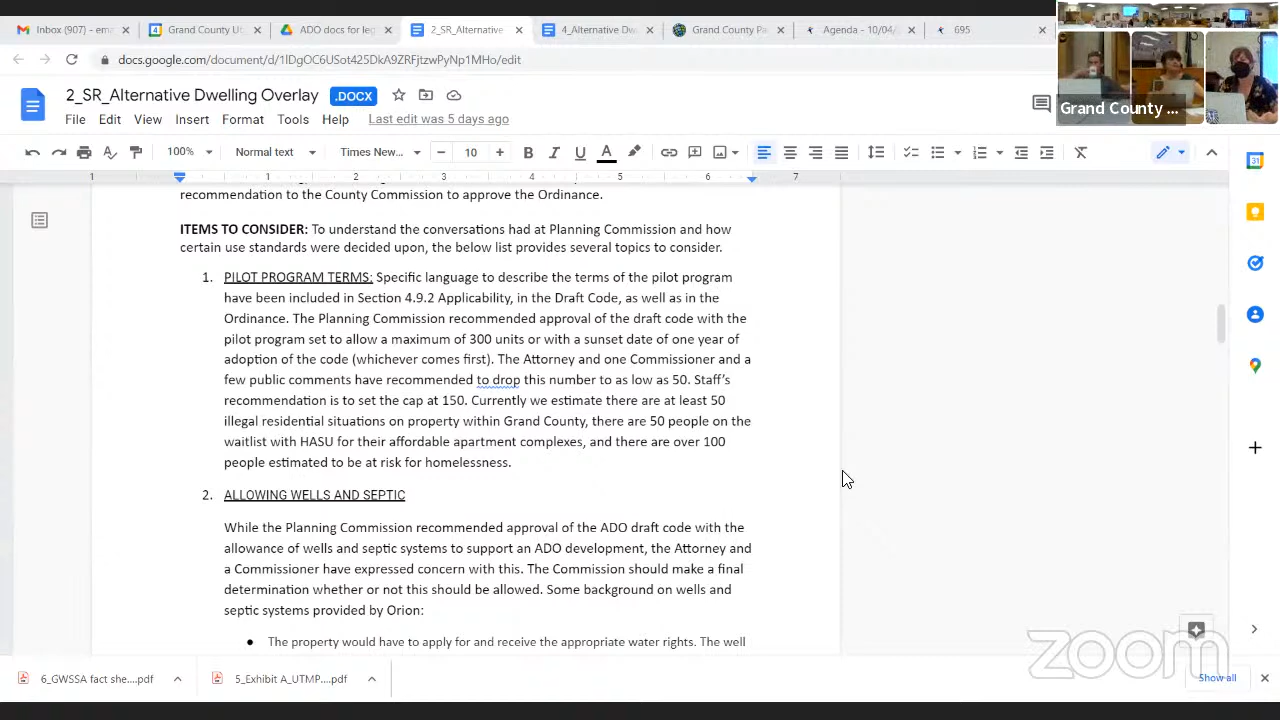 Inbox (907) - em
Grand County Ut
ADO docs for
2_SR_Alternative
4_Alternative Dw
Grand County Pa
Agenda - 10/04/
695
docs.google.com/document/d/1lDgOC6USot425DkA9ZRFjtzwPyNp1MHo/edit
2_SR_Alternative Dwelling Overlay
.DOCX
Grand County ...
File Edit View Insert Format Tools Help Last edit was 5 days ago
100% Normal text Times New... 10 B I U A
1 1 2 3 4 5 6 7
recommendation to the County Commission to approve the Ordinance.
ITEMS TO CONSIDER: To understand the conversations had at Planning Commission and how
certain use standards were decided upon, the below list provides several topics to consider.
1. PILOT PROGRAM TERMS: Specific language to describe the terms of the pilot program
have been included in Section 4.9.2 Applicability, in the Draft Code, as well as in the
Ordinance. The Planning Commission recommended approval of the draft code with the
pilot program set to allow a maximum of 300 units or with a sunset date of one year of
adoption of the code (whichever comes first). The Attorney and one Commissioner and a
few public comments have recommended to drop this number to as low as 50. Staff's
recommendation is to set the cap at 150. Currently we estimate there are at least 50
illegal residential situations on property within Grand County, there are 50 people on the
waitlist with HASU for their affordable apartment complexes, and there are over 100
people estimated to be at risk for homelessness.
2. ALLOWING WELLS AND SEPTIC
While the Planning Commission recommended approval of the ADO draft code with the
allowance of wells and septic systems to support an ADO development, the Attorney and
a Commissioner have expressed concern with this. The Commission should make a final
determination whether or not this should be allowed. Some background on wells and
septic systems provided by Orion:
● The property would have to apply for and receive the appropriate water rights. The well
zoom
6_GWSSA fact she....pdf
5_Exhibit A_UTMP....pdf
Show all